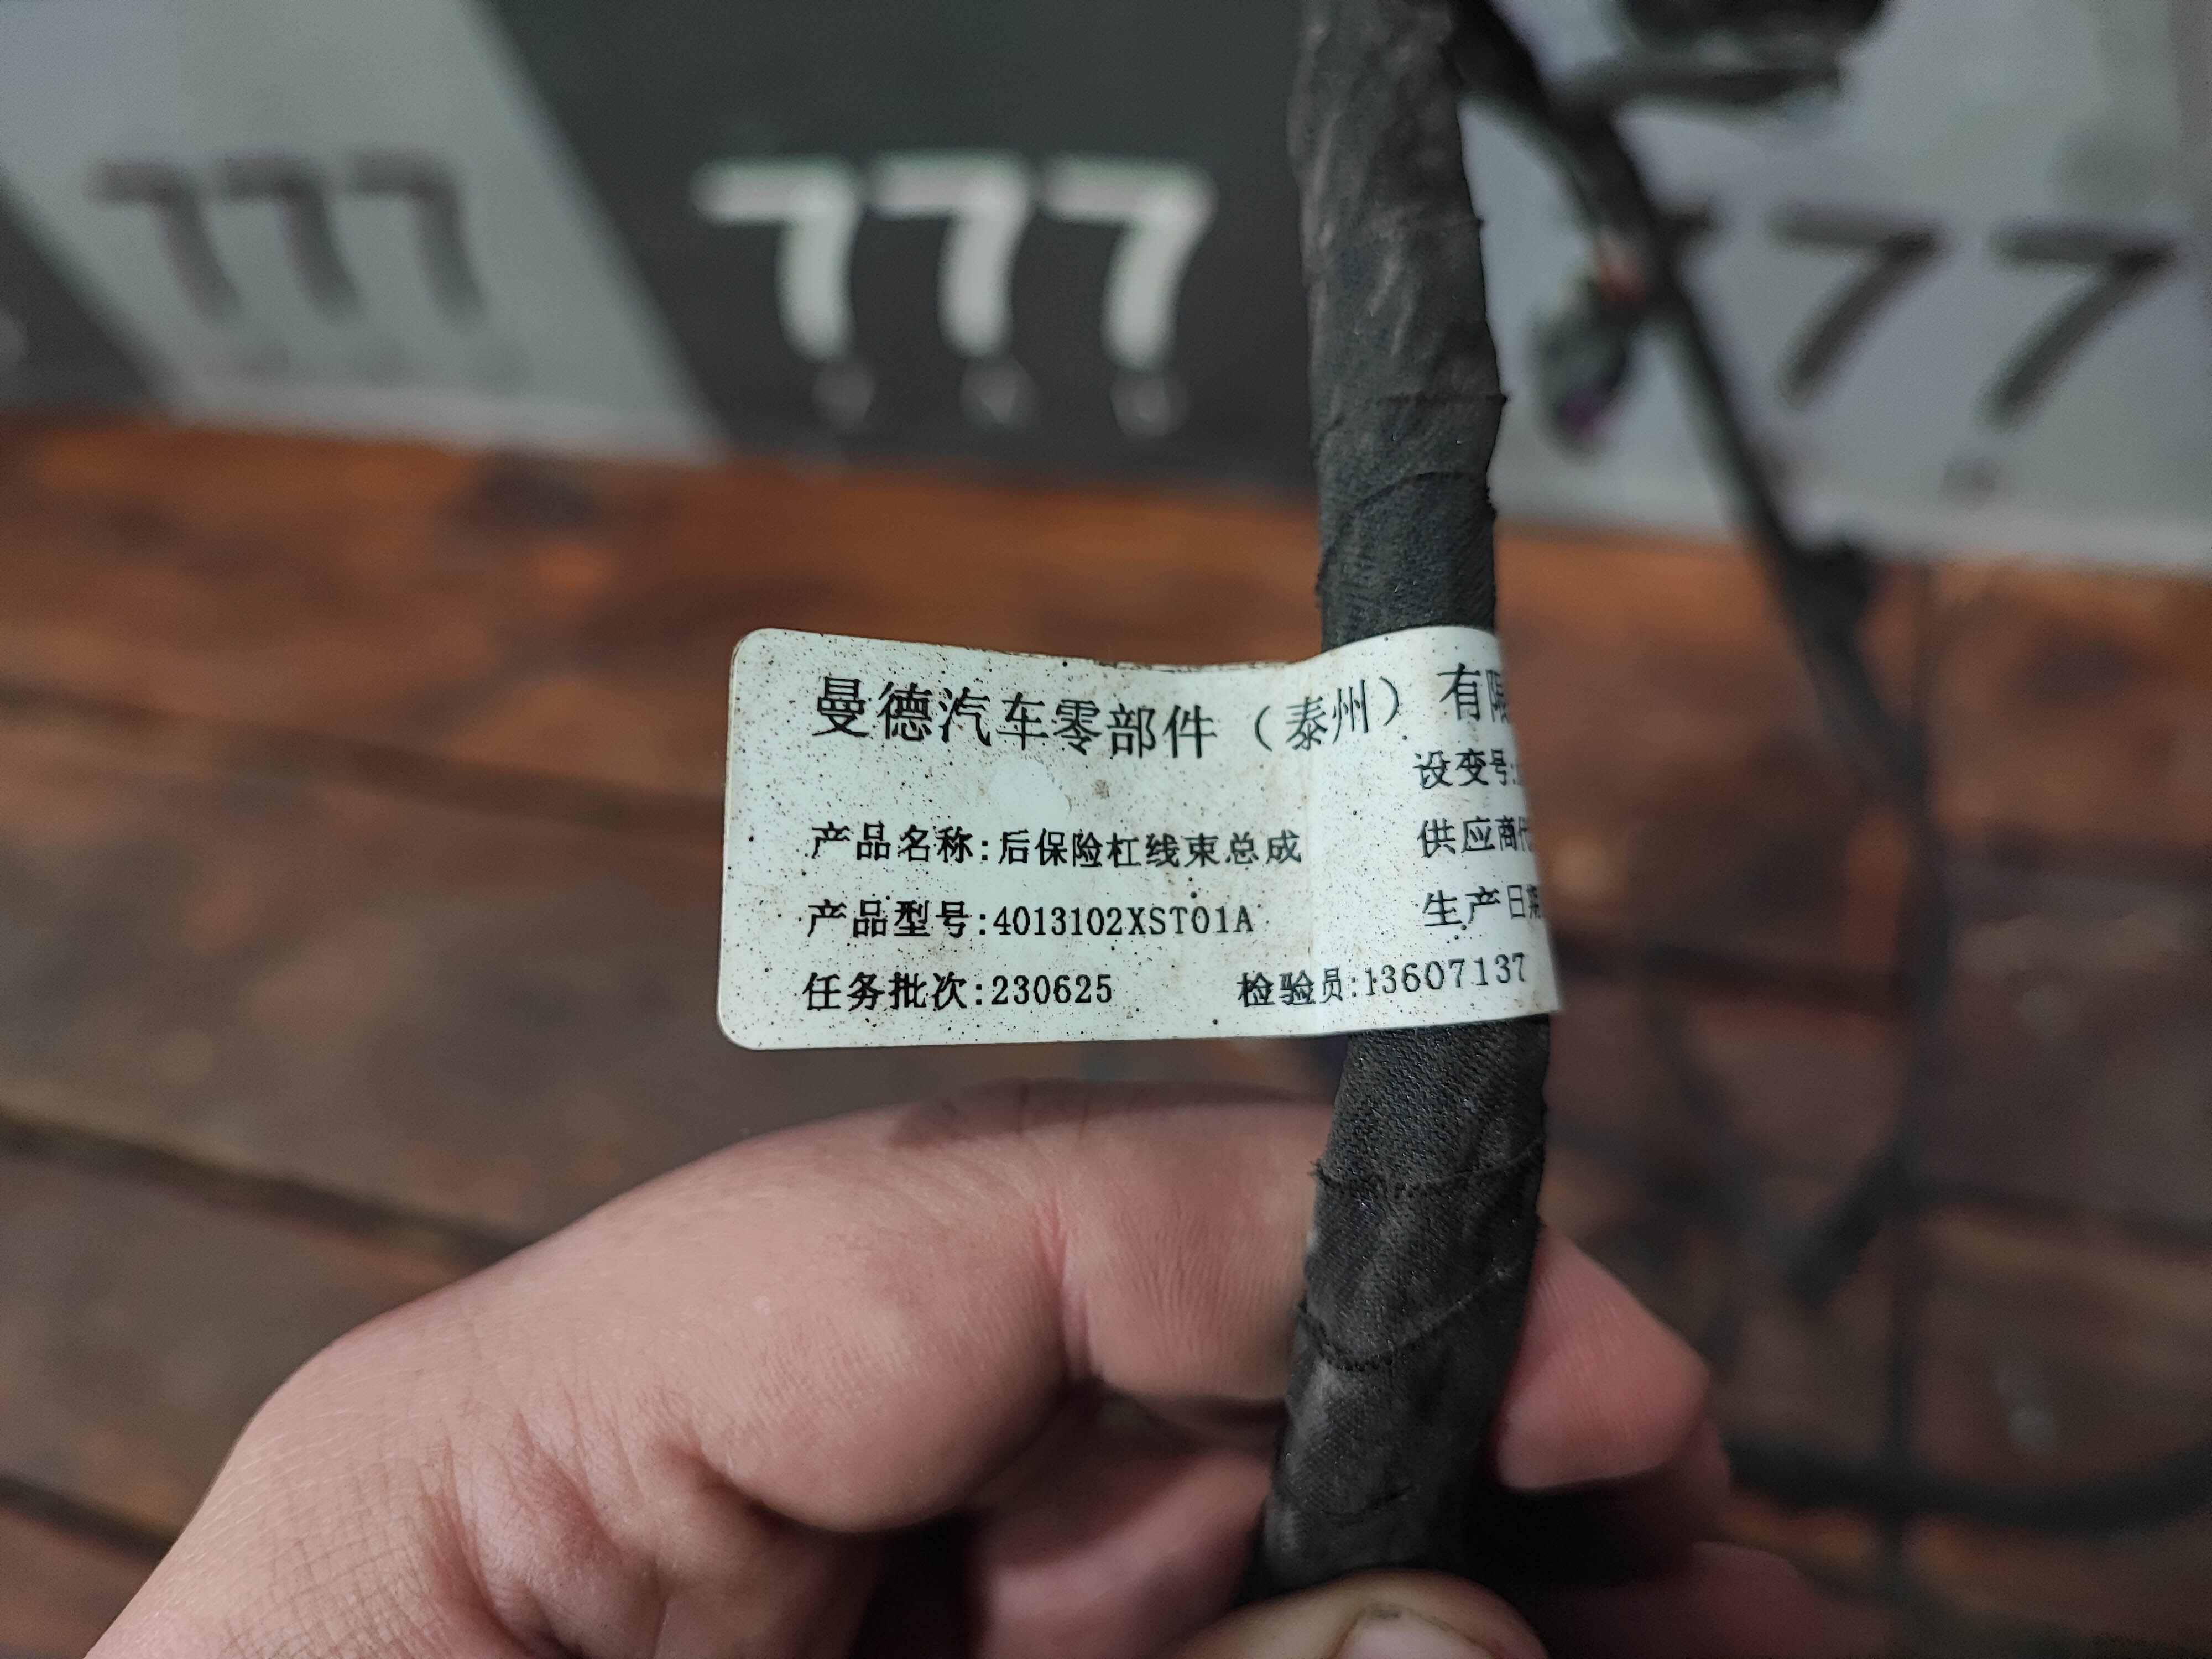 777
777
77
曼德汽车零部件（泰州）有限
设变号:
产品名称:后保险杠线束总成
供应商代
产品型号:4013102XST01A
生产日期
任务批次:230625 检验员:13607137